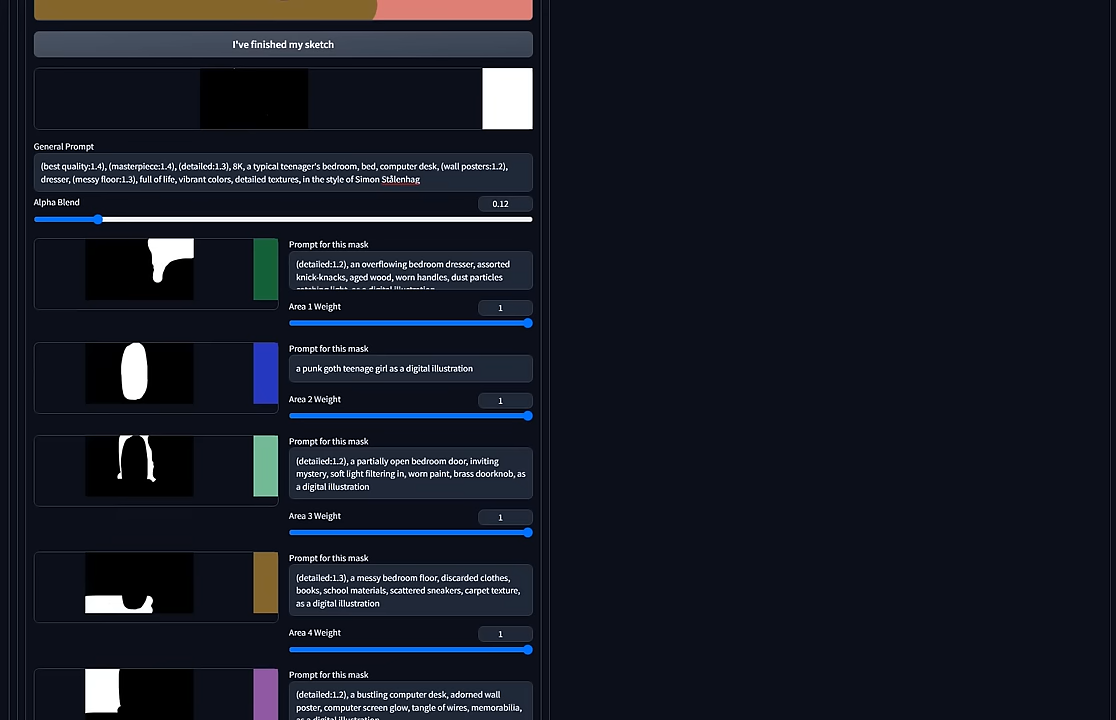 I've finished my sketch
General Prompt
(best quality:1.4), (masterpiece:1.4), (detailed:1.3), 8K, a typical teenager's bedroom, bed, computer desk, (wall posters:1.2),
dresser, (messy floor:1.3), full of life, vibrant colors, detailed textures, in the style of Simon Stålenhag
Alpha Blend
0.12
Prompt for this mask
(detailed:1.2), an overflowing bedroom dresser, assorted
knick-knacks, aged wood, worn handles, dust particles
catching light, as a digital illustration
Area 1 Weight
1
Prompt for this mask
a punk goth teenage girl as a digital illustration
Area 2 Weight
1
Prompt for this mask
(detailed:1.2), a partially open bedroom door, inviting
mystery, soft light filtering in, worn paint, brass doorknob, as
a digital illustration
Area 3 Weight
1
Prompt for this mask
(detailed:1.3), a messy bedroom floor, discarded clothes,
books, school materials, scattered sneakers, carpet texture,
as a digital illustration
Area 4 Weight
1
Prompt for this mask
(detailed:1.2), a bustling computer desk, adorned wall
poster, computer screen glow, tangle of wires, memorabilia,
as a digital illustration